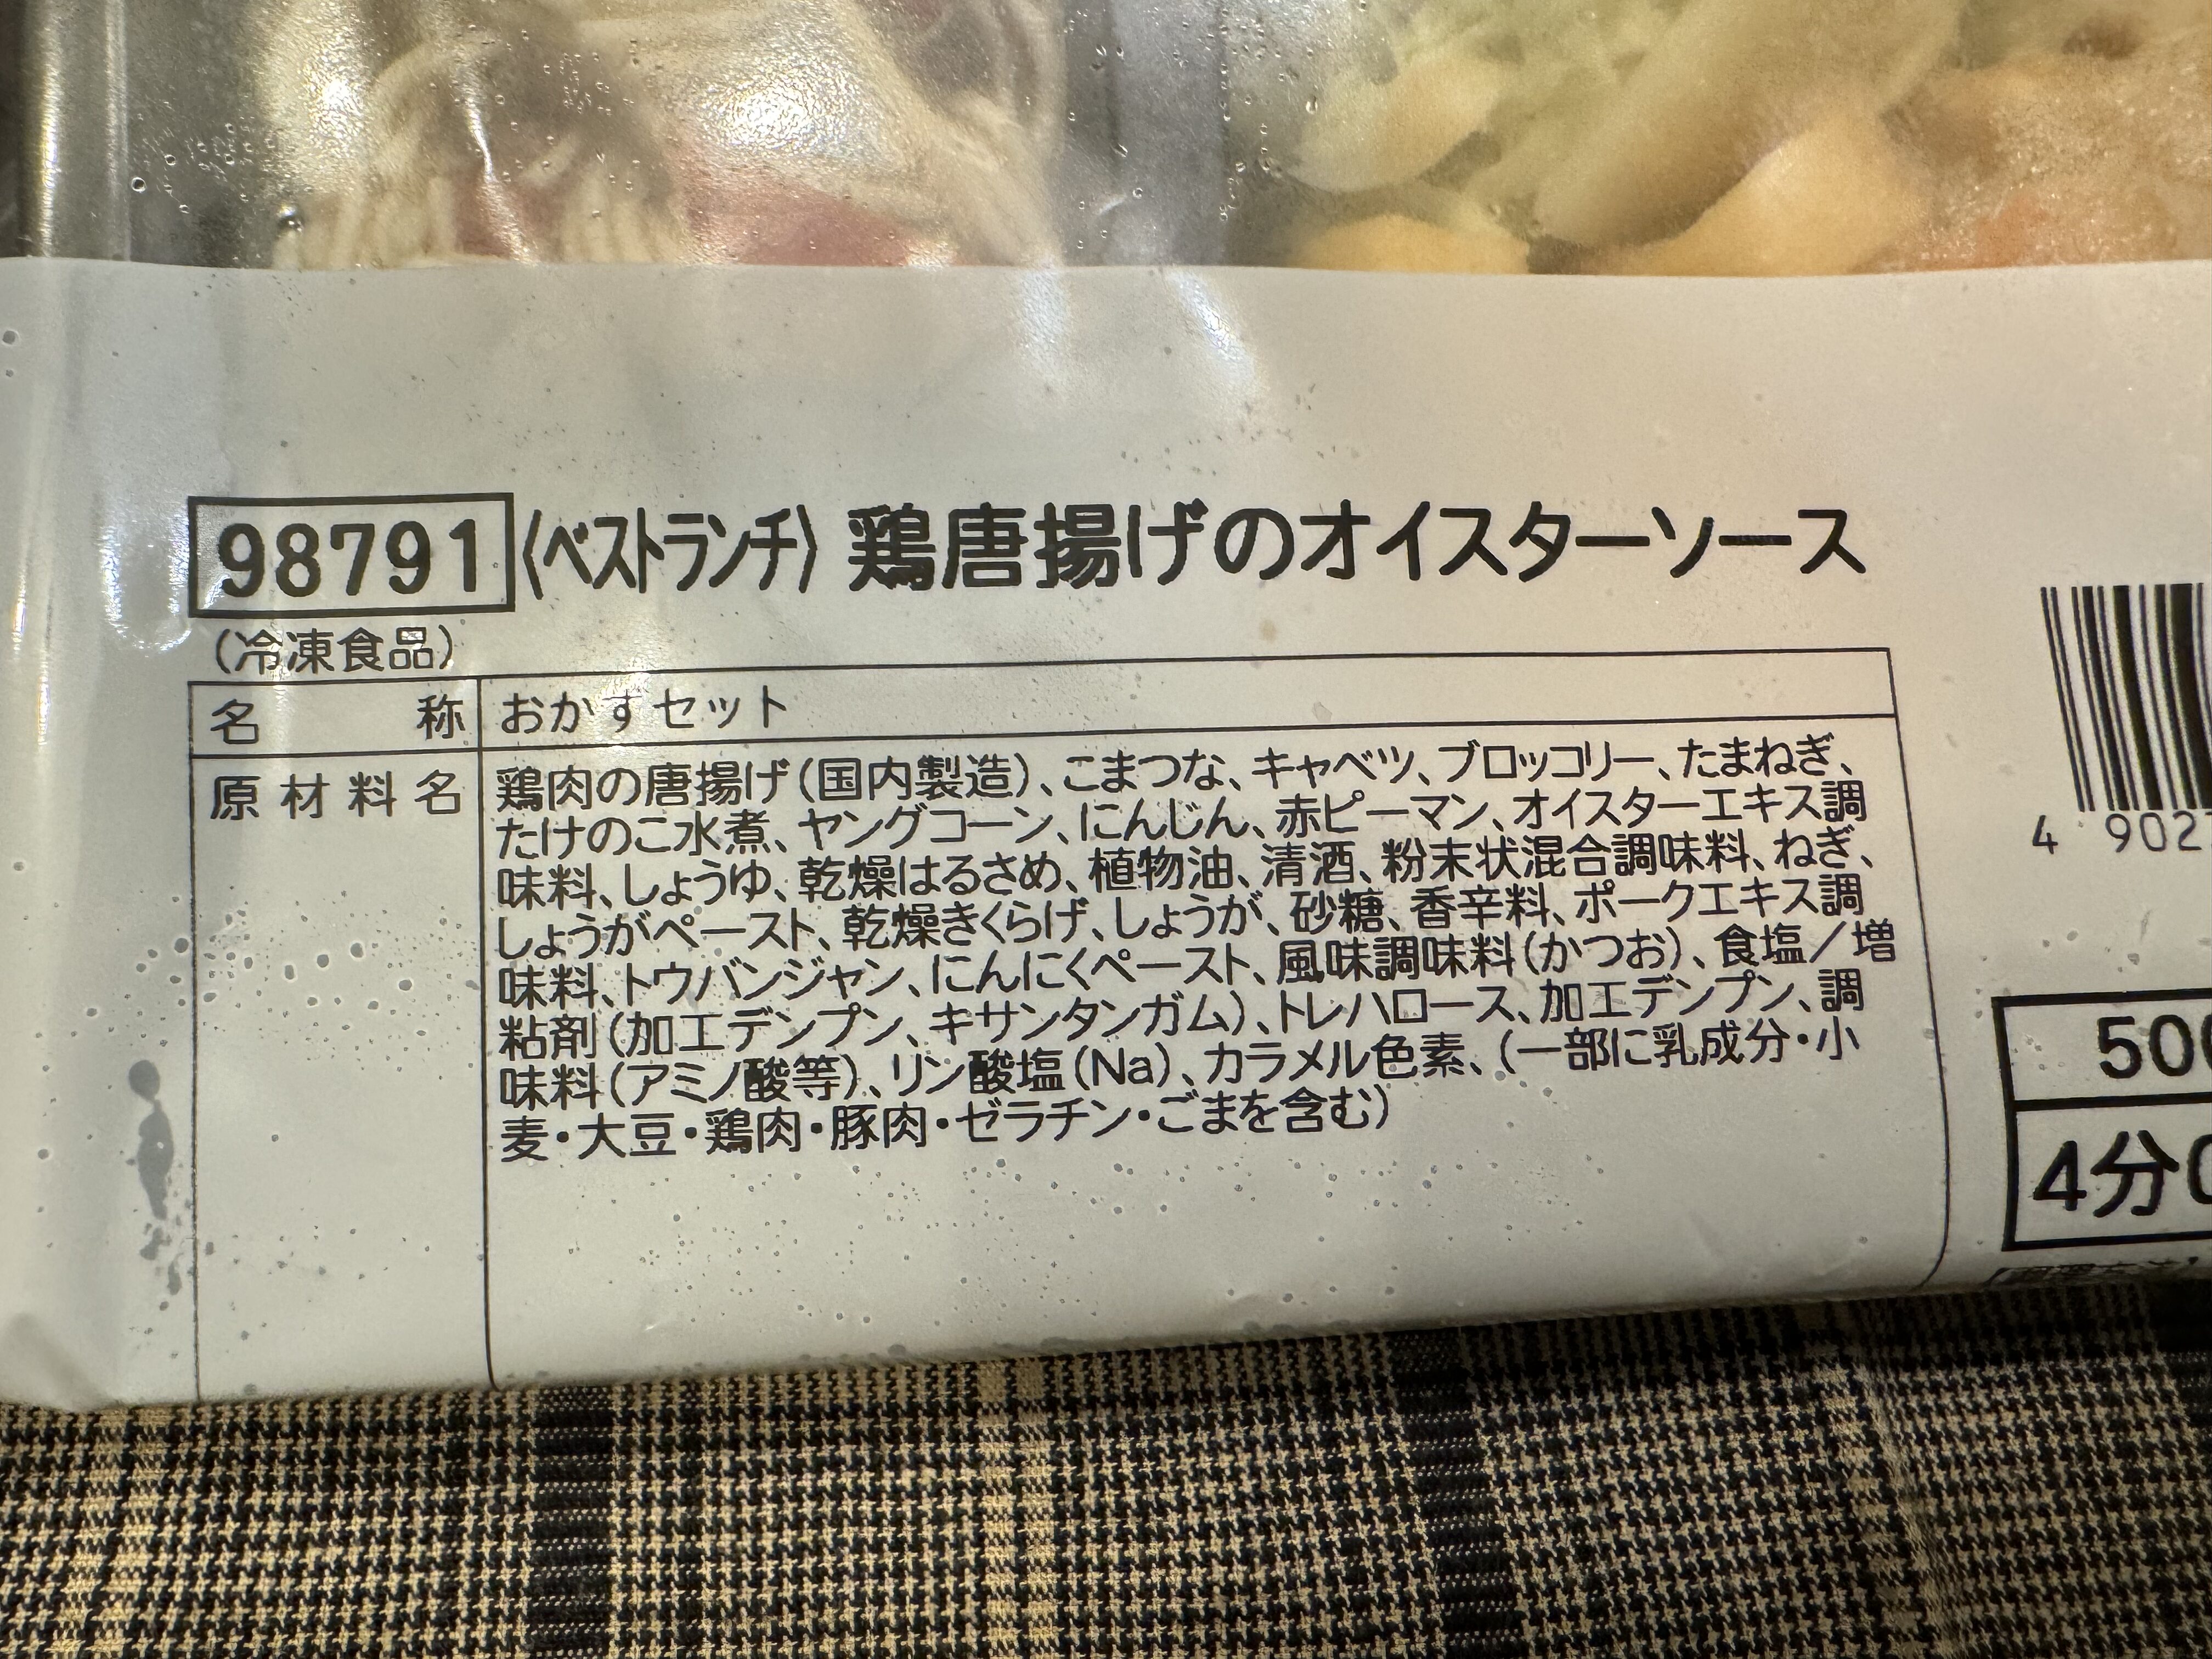 98791 〈ベストランチ〉 鶏唐揚げのオイスターソース
(冷凍食品)
名称 おかずセット
原材料名 鶏肉の唐揚げ(国内製造)、こまつな、キャベツ、ブロッコリー、たまねぎ、
たけのこ水煮、ヤングコーン、にんじん、赤ピーマン、オイスターエキス調
味料、しょうゆ、乾燥はるさめ、植物油、清酒、粉末状混合調味料、ねぎ、
しょうがペースト、乾燥きくらげ、しょうが、砂糖、香辛料、ポークエキス調
味料、トウバンジャン、にんにくペースト、風味調味料(かつお)、食塩/増
粘剤(加工デンプン、キサンタンガム)、トレハロース、加工デンプン、調
味料(アミノ酸等)、リン酸塩(Na)、カラメル色素、(一部に乳成分・小
麦・大豆・鶏肉・豚肉・ゼラチン・ごまを含む)
4 902
500
4分